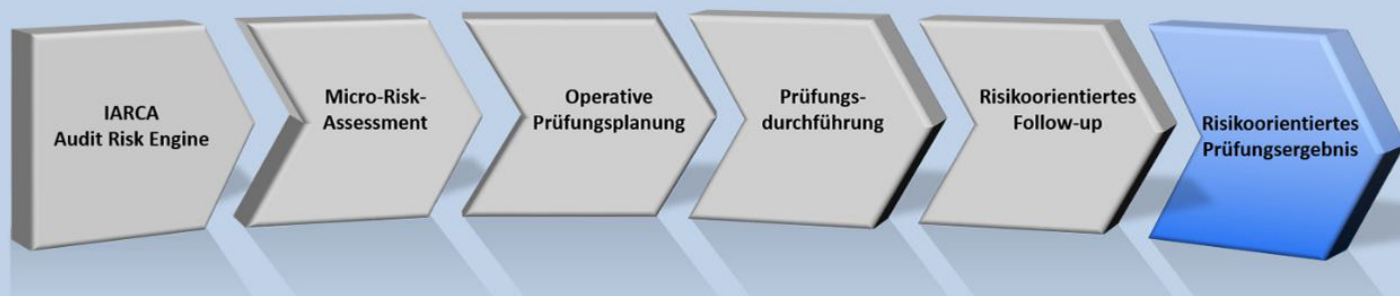 IARCA
Audit Risk Engine
Micro-Risk-
Assessment
Operative
Prüfungsplanung
Prüfungs-
durchführung
Risikoorientiertes
Follow-up
Risikoorientiertes
Prüfungsergebnis